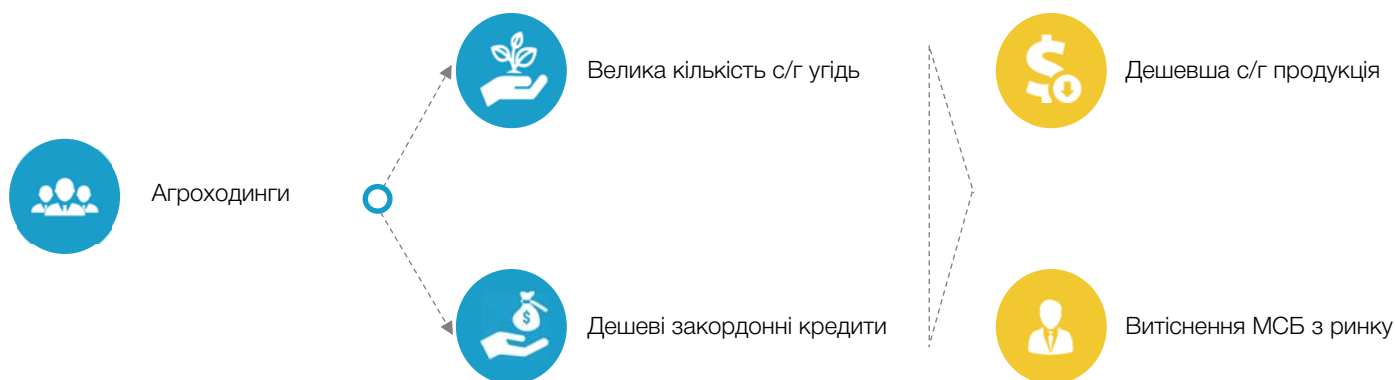 Велика кількість с/г угідь
Дешевша с/г продукція
Агроходинги
Дешеві закордонні кредити
Витіснення МСБ з ринку